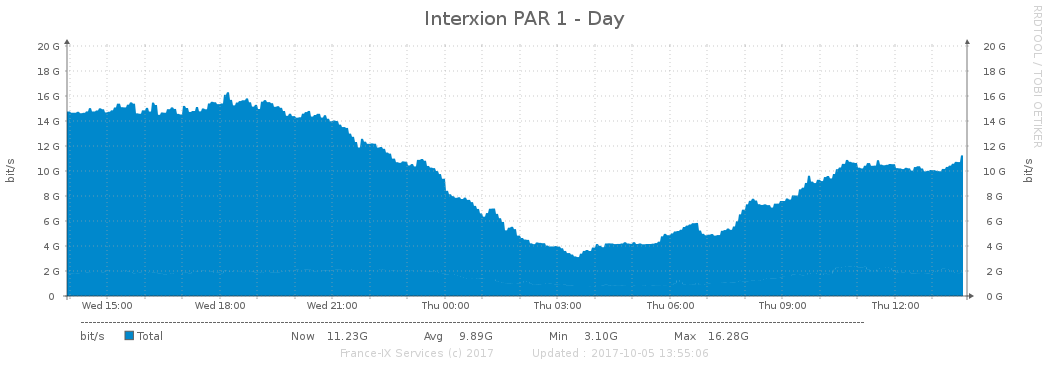 Interxion PAR 1 - Day
RRDTOOL / TOBI OETIKER
20 G 20 G
18 G 18 G
16 G 16 G
14 G 14 G
12 G 12 G
10 G 10 G
8 G 8 G
6 G 6 G
4 G 4 G
2 G 2 G
0 0 G
bit/s
bit/s
Wed 15:00 Wed 18:00 Wed 21:00 Thu 00:00 Thu 03:00 Thu 06:00 Thu 09:00 Thu 12:00
bit/s Total Now 11.23G Avg 9.89G Min 3.10G Max 16.28G
France-IX Services (c) 2017 Updated : 2017-10-05 13:55:06